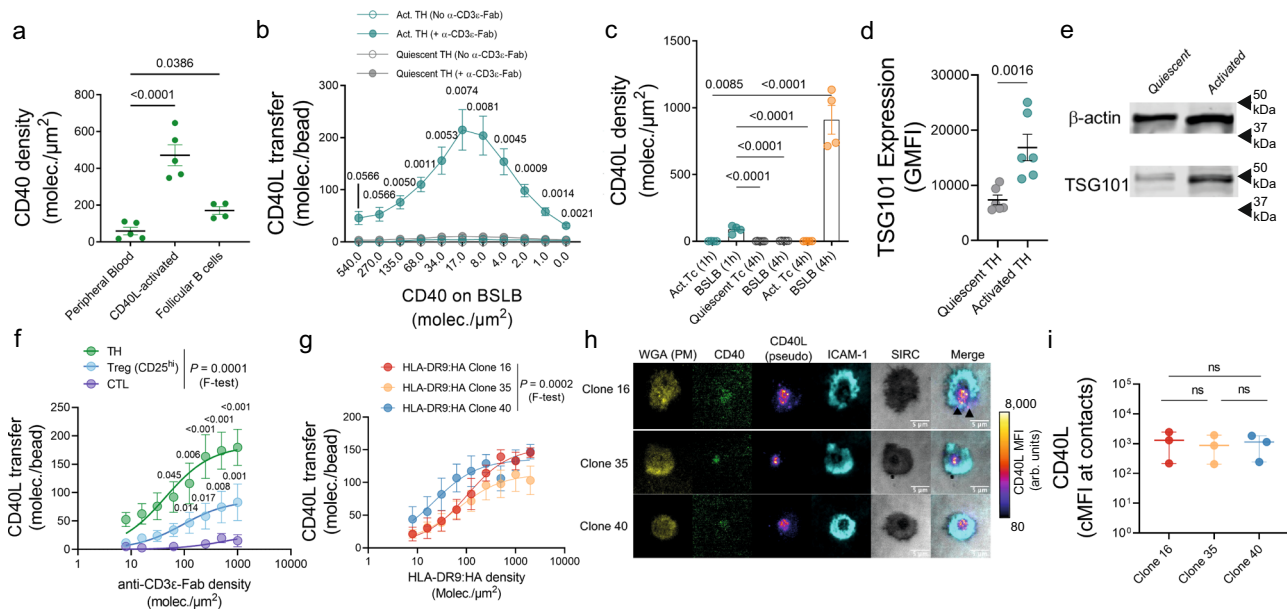 a
CD40 density
(molec./μm²)
800
600
400
200
0
<0.0001
0.0386
Peripheral Blood
CD40L-activated
Follicular B cells
b
Act. TH (No α-CD3ε-Fab)
Act. TH (+ α-CD3ε-Fab)
Quiescent TH (No α-CD3ε-Fab)
Quiescent TH (+ α-CD3ε-Fab)
CD40L transfer
(molec./bead)
300
200
100
0
0.0566
0.0566
0.0050
0.0011
0.0053
0.0074
0.0081
0.0045
0.0009
0.0014
0.0021
540.0
270.0
135.0
68.0
34.0
17.0
8.0
4.0
2.0
1.0
0.0
CD40 on BSLB
(molec./μm²)
c
CD40L density
(molec./μm²)
1500
1000
500
0
0.0085
<0.0001
<0.0001
<0.0001
<0.0001
Act.Tc (1h)
BSLB (1h)
Quiescent Tc (4h)
BSLB (4h)
Act. Tc (4h)
BSLB (4h)
d
TSG101 Expression
(GMFI)
30000
20000
10000
0
0.0016
Quiescent TH
Activated TH
e
Quiescent
Activated
β-actin
50
kDa
37
kDa
TSG101
50
kDa
37
kDa
f
TH
Treg (CD25hi)
CTL
P = 0.0001
(F-test)
CD40L transfer
(molec./bead)
200
150
100
50
0
0.045
0.006
<0.001
<0.001
<0.001
0.014
0.017
0.008
0.001
1
10
100
1000
10000
anti-CD3ε-Fab density
(molec./μm²)
g
HLA-DR9:HA Clone 16
HLA-DR9:HA Clone 35
HLA-DR9:HA Clone 40
P = 0.0002
(F-test)
CD40L transfer
(molec./bead)
200
150
100
50
0
1
10
100
1000
10000
HLA-DR9:HA density
(Molec./μm²)
h
WGA (PM)
CD40
CD40L
(pseudo)
ICAM-1
SIRC
Merge
Clone 16
Clone 35
Clone 40
5 μm
5 μm
5 μm
5 μm
5 μm
5 μm
8,000
CD40L MFI
(arb. units)
80
i
CD40L
(cMFI at contacts)
10⁵
10⁴
10³
10²
10¹
10⁰
ns
ns
ns
Clone 16
Clone 35
Clone 40